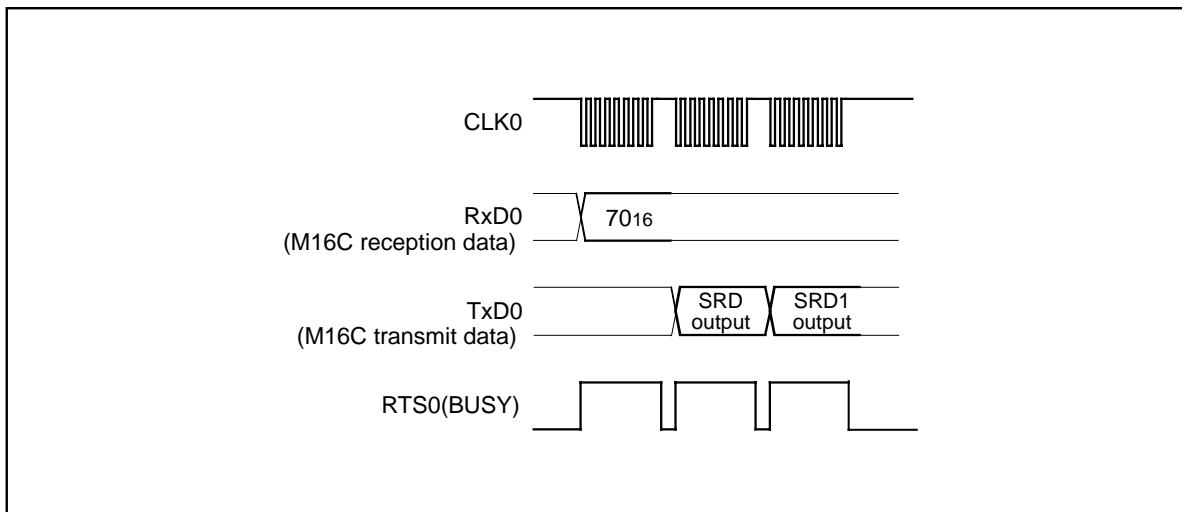 CLK0
RxD0
(M16C reception data)
7016
TxD0
(M16C transmit data)
SRD
output
SRD1
output
RTS0(BUSY)